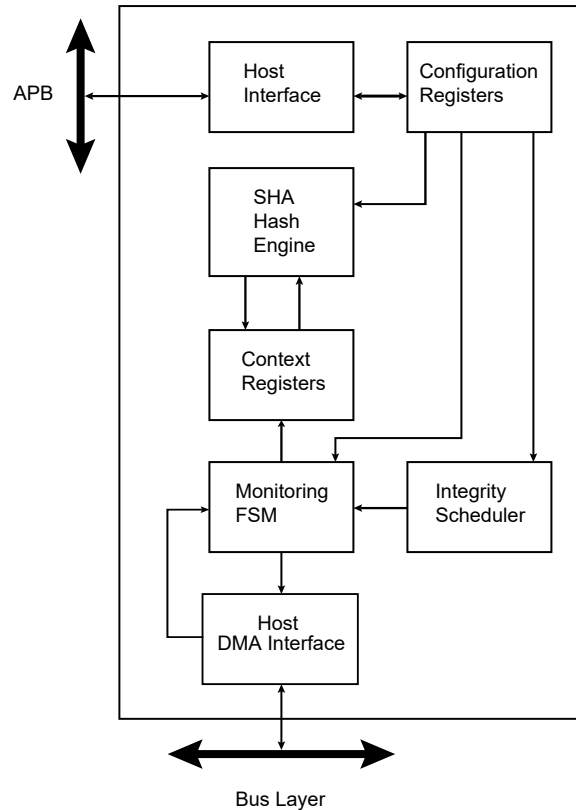 APB
Host
Interface
Configuration
Registers
SHA
Hash
Engine
Context
Registers
Monitoring
FSM
Integrity
Scheduler
Host
DMA Interface
Bus Layer